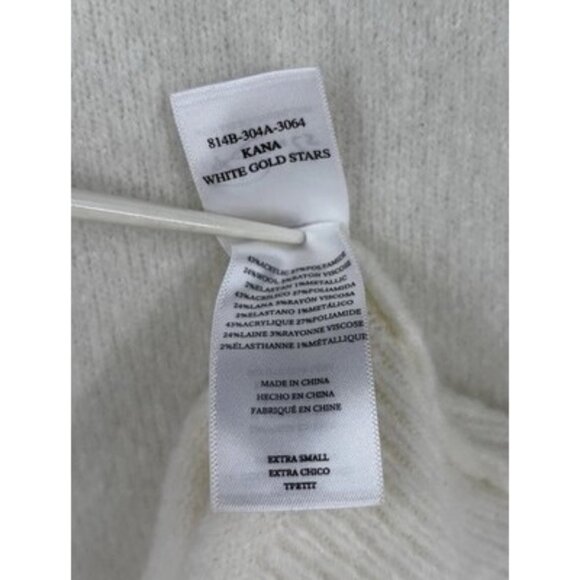 814B-304A-3064
KANA
WHITE GOLD STARS
43%ACRYLIC 27%POLYAMIDE
24%WOOL 3%RAYON VISCOSE
2%ELASTAN 1%METALLIC
43%ACRÍLICO 27%POLIAMIDA
24%LANA 3%RAYÓN VISCOSA
2%ELASTANO 1%METÁLICO
43%ACRYLIQUE 27%POLIAMIDE
24%LAINE 3%RAYONNE VISCOSE
2%ÉLASTHANNE 1%MÉTALLIQUE
MADE IN CHINA
HECHO EN CHINA
FABRIQUÉ EN CHINE
EXTRA SMALL
EXTRA CHICO
TPETIT